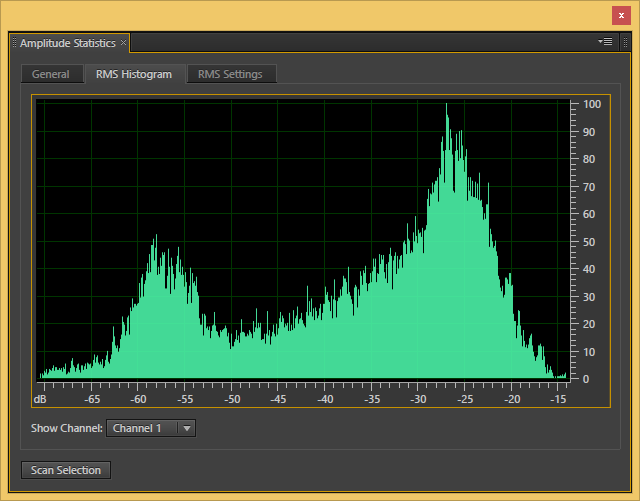 x
Amplitude Statistics ×
General RMS Histogram RMS Settings
100
90
80
70
60
50
40
30
20
10
0
dB -65 -60 -55 -50 -45 -40 -35 -30 -25 -20 -15
Show Channel: Channel 1
Scan Selection